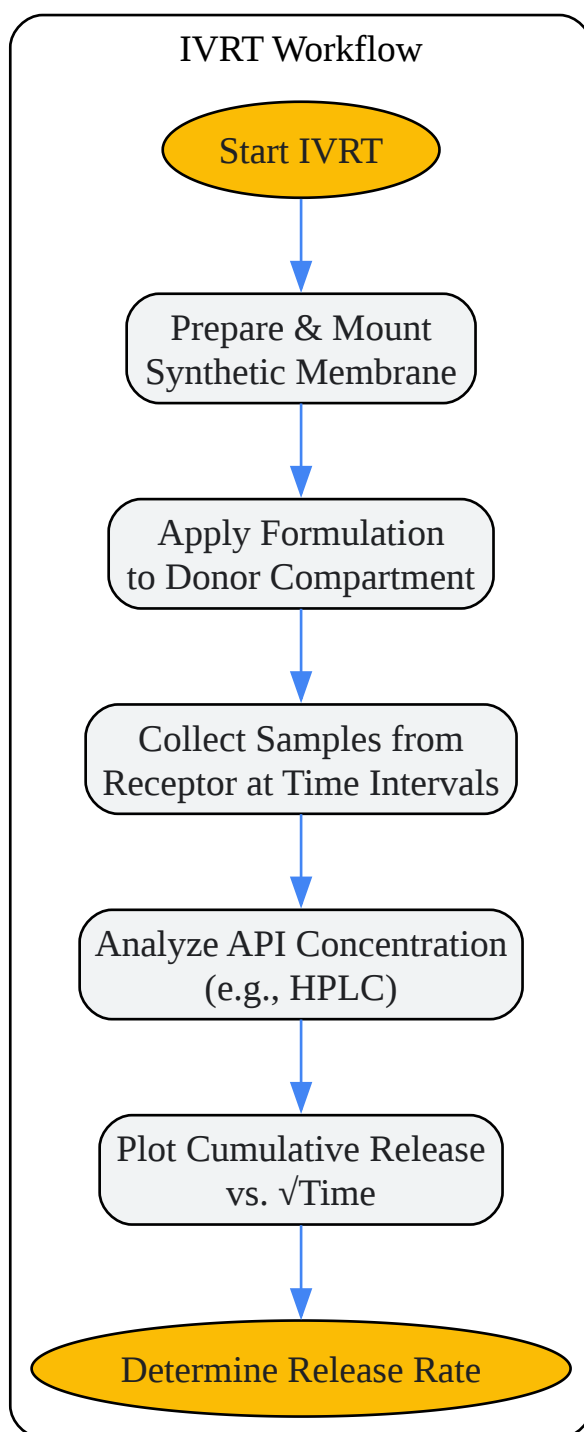 IVRT Workflow
Start IVRT
Prepare & Mount
Synthetic Membrane
Apply Formulation
to Donor Compartment
Collect Samples from
Receptor at Time Intervals
Analyze API Concentration
(e.g., HPLC)
Plot Cumulative Release
vs. √Time
Determine Release Rate